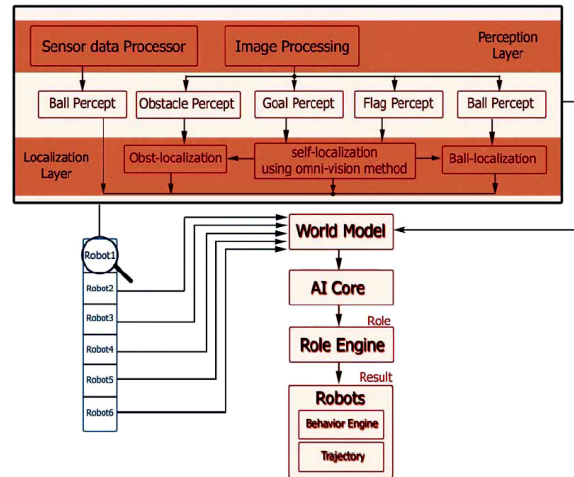 Sensor data Processor
Image Processing
Perception
Layer
Ball Percept
Obstacle Percept
Goal Percept
Flag Percept
Ball Percept
Localization
Layer
Obst-localization
self-localization
using omni-vision method
Ball-localization
Robot1
Robot2
Robot3
Robot4
Robot5
Robot6
World Model
AI Core
Role
Role Engine
Result
Robots
Behavior Engine
Trajectory